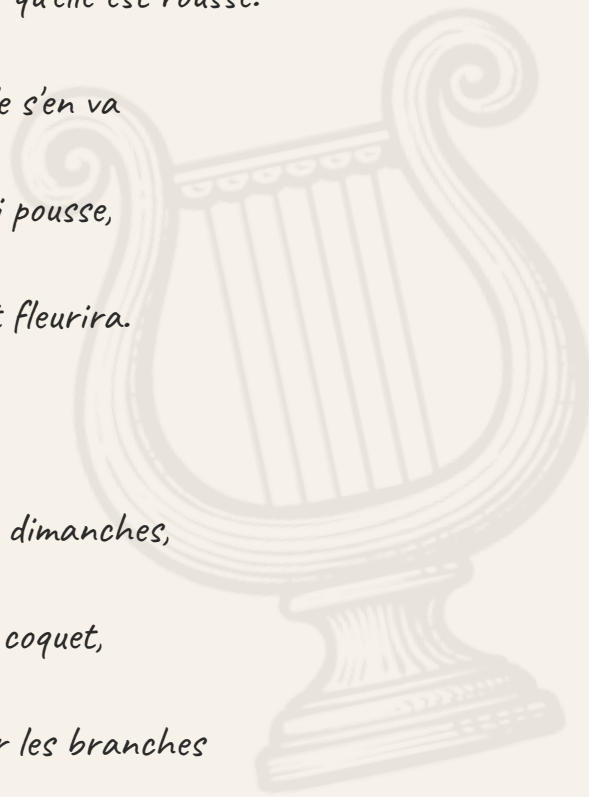 qu'elle est rousse.
s'en va
pousse,
fleurira.
dimanches,
coquet,
les branches